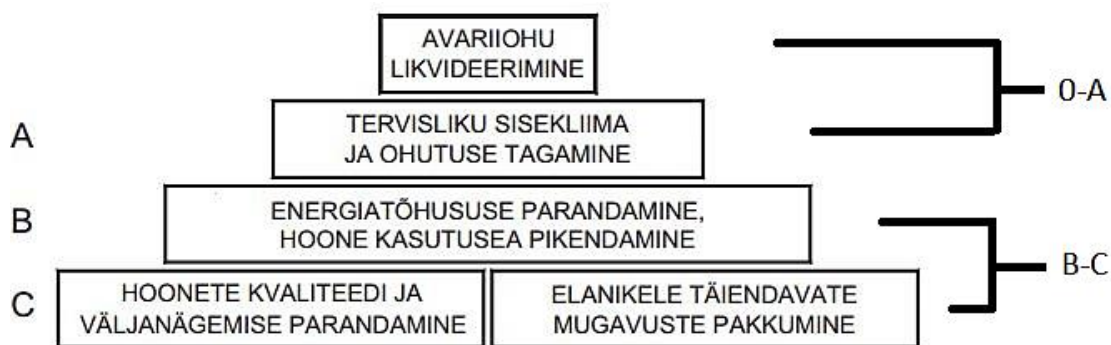 AVARIIOHU
LIKVIDEERIMINE
0-A
A
TERVISLIKU SISEKLIIMA
JA OHUTUSE TAGAMINE
B
ENERGIATÕHUSUSE PARANDAMINE,
HOONE KASUTUSEA PIKENDAMINE
B-C
C
HOONETE KVALITEEDI JA
VÄLJANÄGEMISE PARANDAMINE
ELANIKELE TÄIENDAVATE
MUGAVUSTE PAKKUMINE